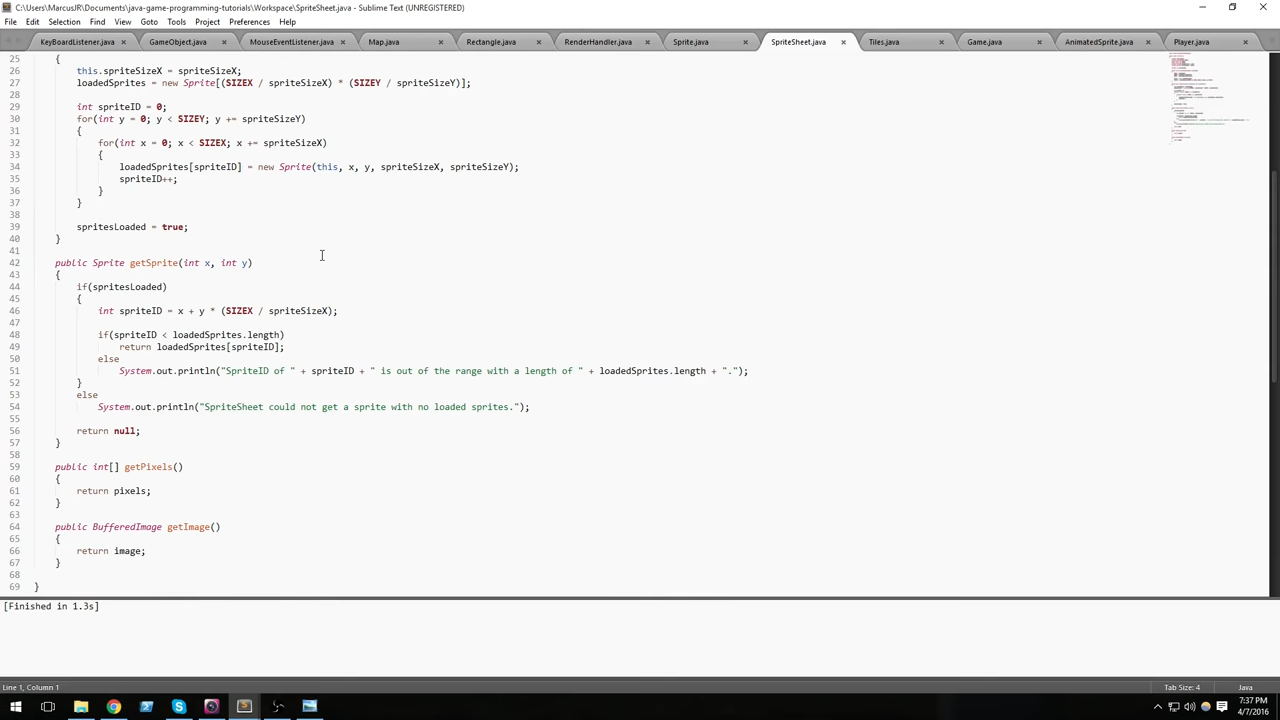 C:\Users\MarcusJR\Documents\java-game-programming-tutorials\Workspace\SpriteSheet.java - Sublime Text (UNREGISTERED)
File Edit Selection Find View Goto Tools Project Preferences Help
KeyBoardListener.java GameObject.java MouseEventListener.java Map.java Rectangle.java RenderHandler.java Sprite.java SpriteSheet.java Tiles.java Game.java AnimatedSprite.java Player.java
25 {
26 this.spriteSizeX = spriteSizeX;
27 loadedSprites = new Sprite[(SIZEX / spriteSizeX) * (SIZEY / spriteSizeY)];
28
29 int spriteID = 0;
30 for(int y = 0; y < SIZEY; y += spriteSizeY)
31 {
32 for(int x = 0; x < SIZEX; x += spriteSizeX)
33 {
34 loadedSprites[spriteID] = new Sprite(this, x, y, spriteSizeX, spriteSizeY);
35 spriteID++;
36 }
37 }
38
39 spritesLoaded = true;
40 }
41
42 public Sprite getSprite(int x, int y)
43 {
44 if(spritesLoaded)
45 {
46 int spriteID = x + y * (SIZEX / spriteSizeX);
47
48 if(spriteID < loadedSprites.length)
49 return loadedSprites[spriteID];
50 else
51 System.out.println("SpriteID of " + spriteID + " is out of the range with a length of " + loadedSprites.length + ".");
52 }
53 else
54 System.out.println("SpriteSheet could not get a sprite with no loaded sprites.");
55
56 return null;
57 }
58
59 public int[] getPixels()
60 {
61 return pixels;
62 }
63
64 public BufferedImage getImage()
65 {
66 return image;
67 }
68
69 }
[Finished in 1.3s]
Line 1, Column 1 Tab Size: 4 Java
7:37 PM
4/7/2016